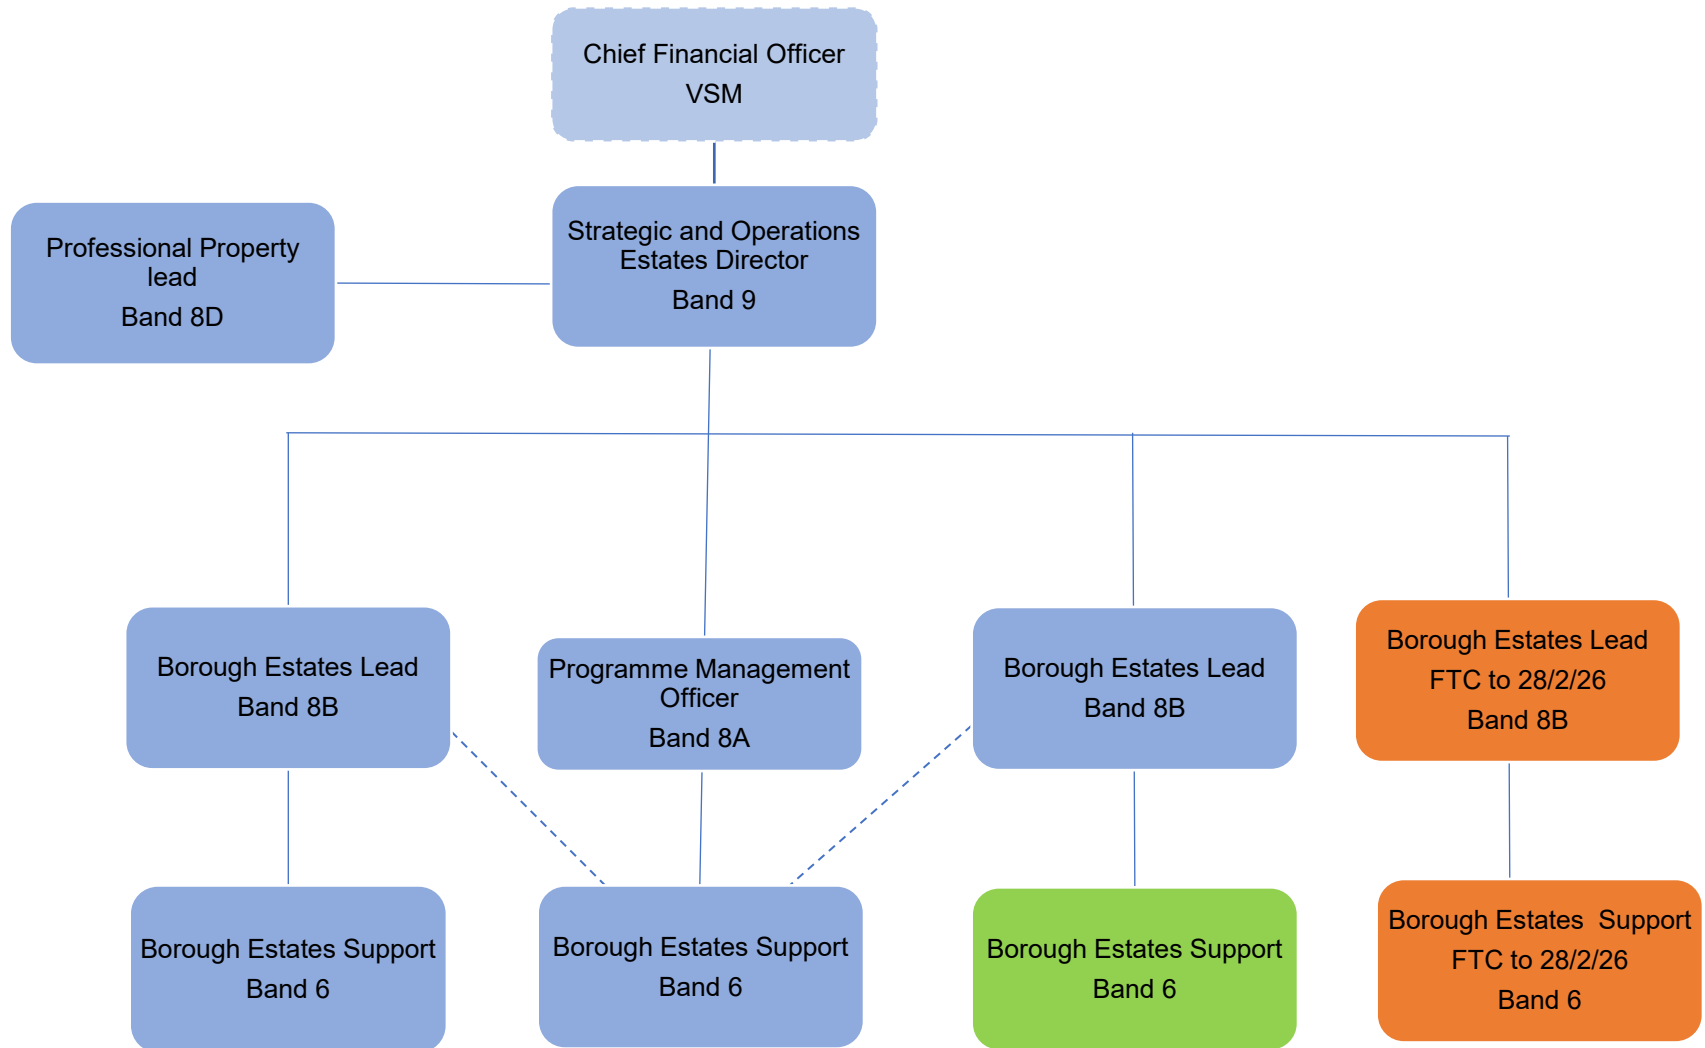 Chief Financial Officer
VSM
Professional Property
lead
Band 8D
Strategic and Operations
Estates Director
Band 9
Borough Estates Lead
Band 8B
Programme Management
Officer
Band 8A
Borough Estates Lead
Band 8B
Borough Estates Lead
FTC to 28/2/26
Band 8B
Borough Estates Support
Band 6
Borough Estates Support
Band 6
Borough Estates Support
Band 6
Borough Estates  Support
FTC to 28/2/26
Band 6